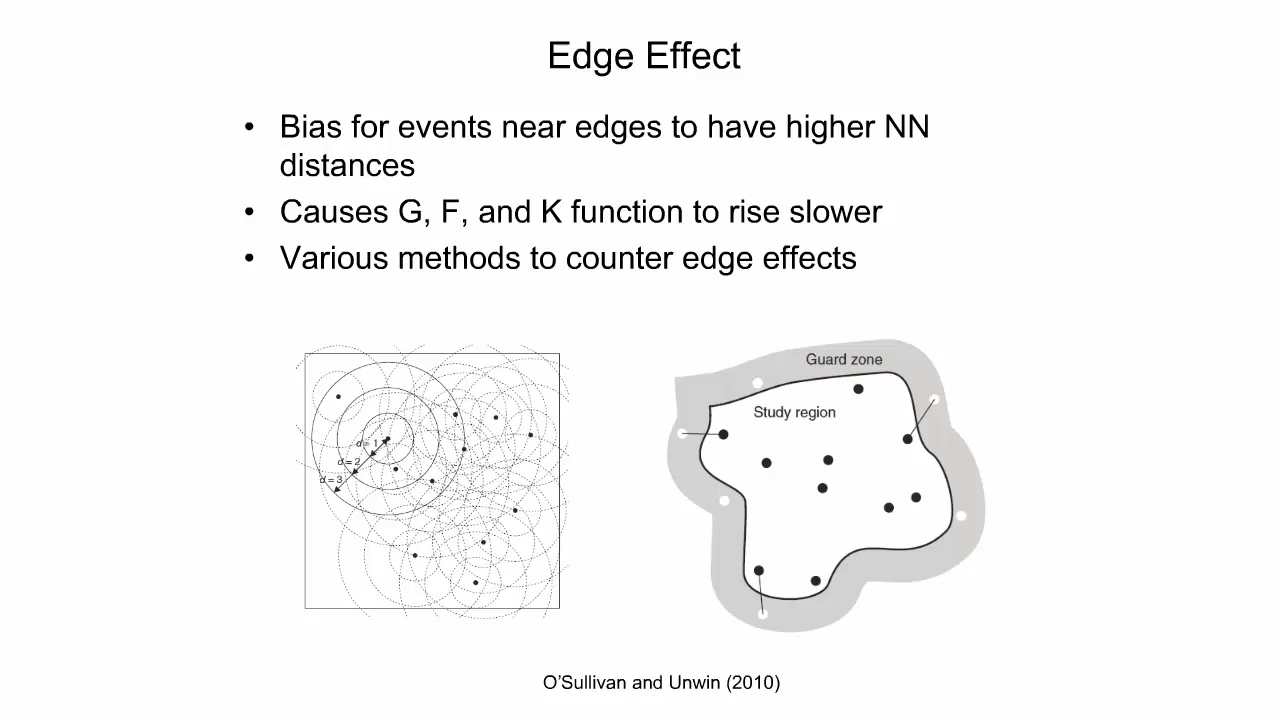 Edge Effect
• Bias for events near edges to have higher NN
distances
• Causes G, F, and K function to rise slower
• Various methods to counter edge effects
d = 1
d = 2
d = 3
Guard zone
Study region
O'Sullivan and Unwin (2010)